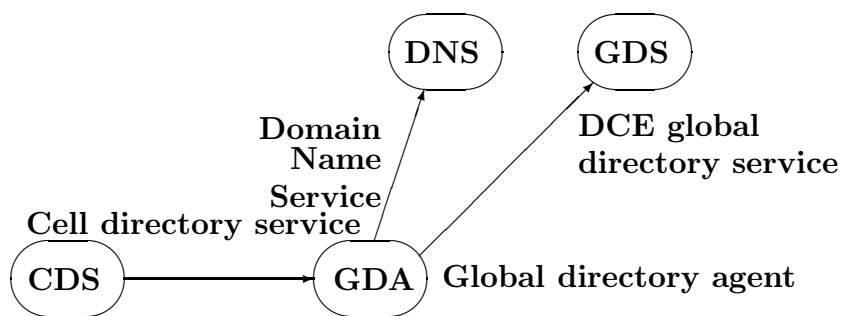 DNS
GDS
Domain
Name
Service
DCE global
directory service
Cell directory service
CDS
GDA
Global directory agent